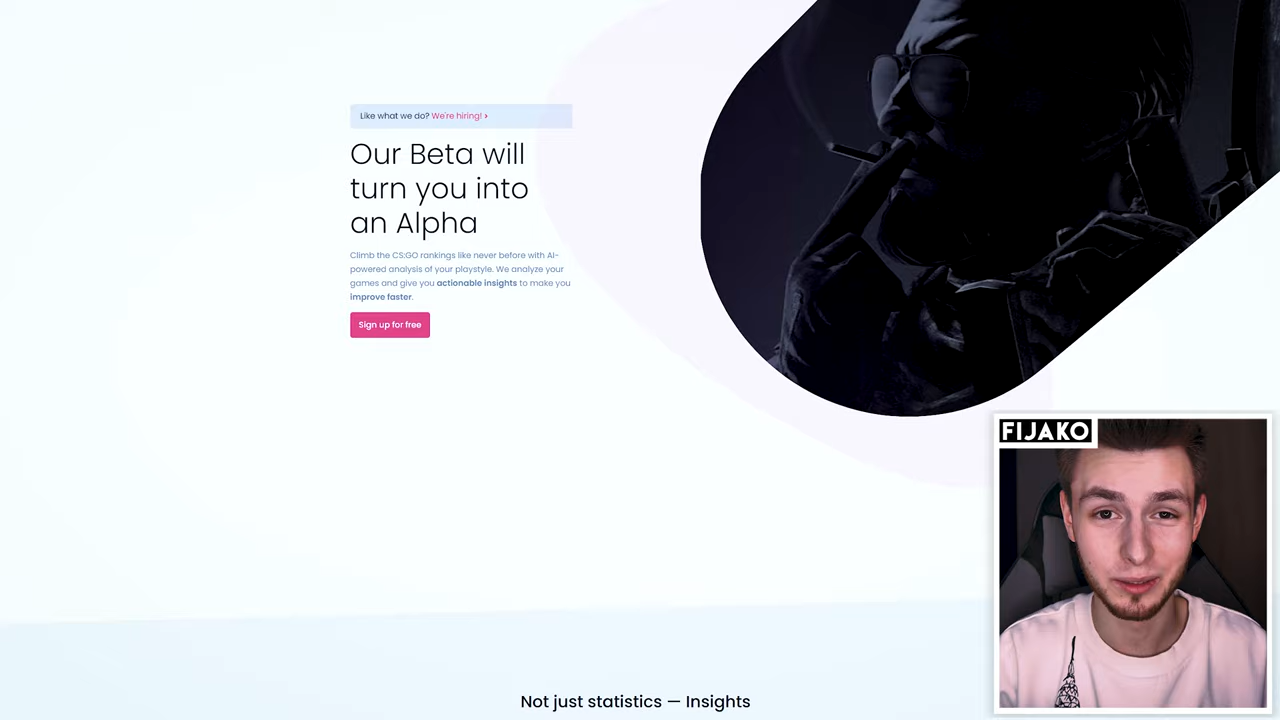 Like what we do? We're hiring! ›
Our Beta will
turn you into
an Alpha
Climb the CS:GO rankings like never before with AI-
powered analysis of your playstyle. We analyze your
games and give you actionable insights to make you
improve faster.
Sign up for free
FIJAKO
Not just statistics — Insights